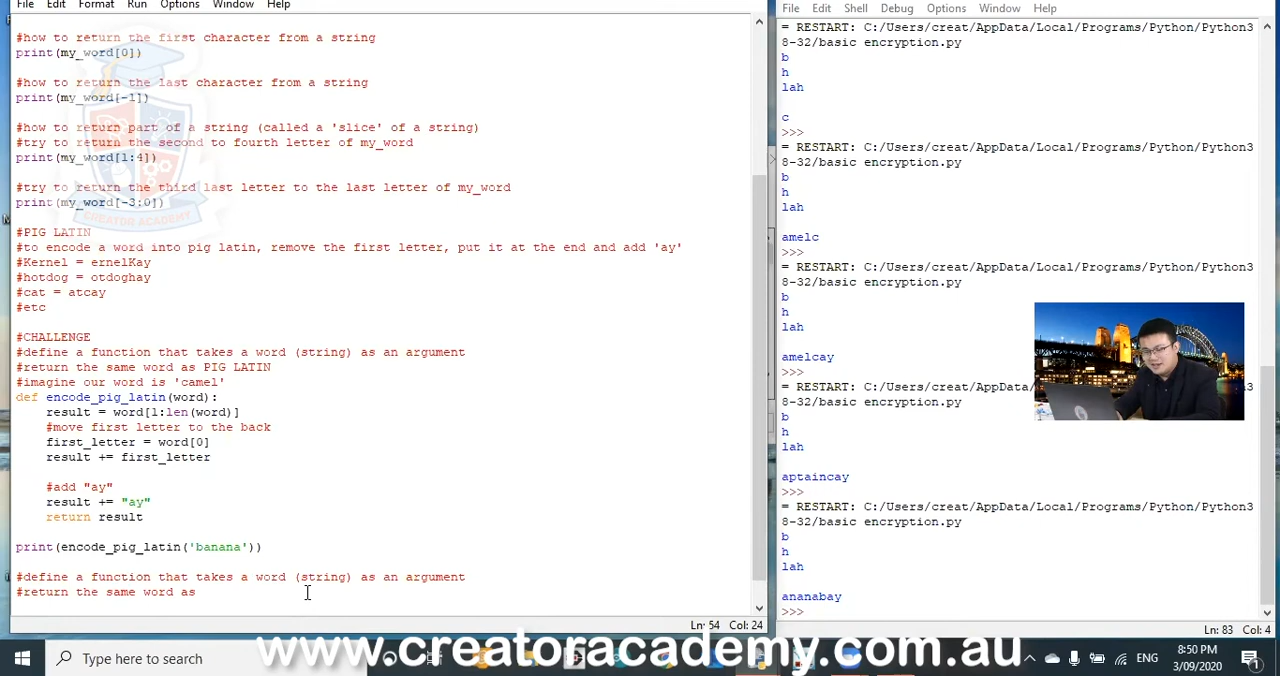 File Edit Format Run Options Window Help
#how to return the first character from a string
print(my_word[0])
#how to return the last character from a string
print(my_word[-1])
#how to return part of a string (called a 'slice' of a string)
#try to return the second to fourth letter of my_word
print(my_word[1:4])
#try to return the third last letter to the last letter of my_word
print(my_word[-3:0])
#PIG LATIN
#to encode a word into pig latin, remove the first letter, put it at the end and add 'ay'
#Kernel = ernelKay
#hotdog = otdoghay
#cat = atcay
#etc
#CHALLENGE
#define a function that takes a word (string) as an argument
#return the same word as PIG LATIN
#imagine our word is 'camel'
def encode_pig_latin(word):
result = word[1:len(word)]
#move first letter to the back
first_letter = word[0]
result += first_letter
#add "ay"
result += "ay"
return result
print(encode_pig_latin('banana'))
#define a function that takes a word (string) as an argument
#return the same word as
Ln: 54 Col: 24
CREATOR ACADEMY
File Edit Shell Debug Options Window Help
= RESTART: C:/Users/creat/AppData/Local/Programs/Python/Python3
8-32/basic encryption.py
b
h
lah
c
>>>
= RESTART: C:/Users/creat/AppData/Local/Programs/Python/Python3
8-32/basic encryption.py
b
h
lah
amelc
>>>
= RESTART: C:/Users/creat/AppData/Local/Programs/Python/Python3
8-32/basic encryption.py
b
h
lah
amelcay
>>>
= RESTART: C:/Users/creat/AppData/
8-32/basic encryption.py
b
h
lah
aptaincay
>>>
= RESTART: C:/Users/creat/AppData/Local/Programs/Python/Python3
8-32/basic encryption.py
b
h
lah
ananabay
>>>
Ln: 83 Col: 4
www.creatoracademy.com.au
Type here to search
ENG
8:50 PM
3/09/2020
1